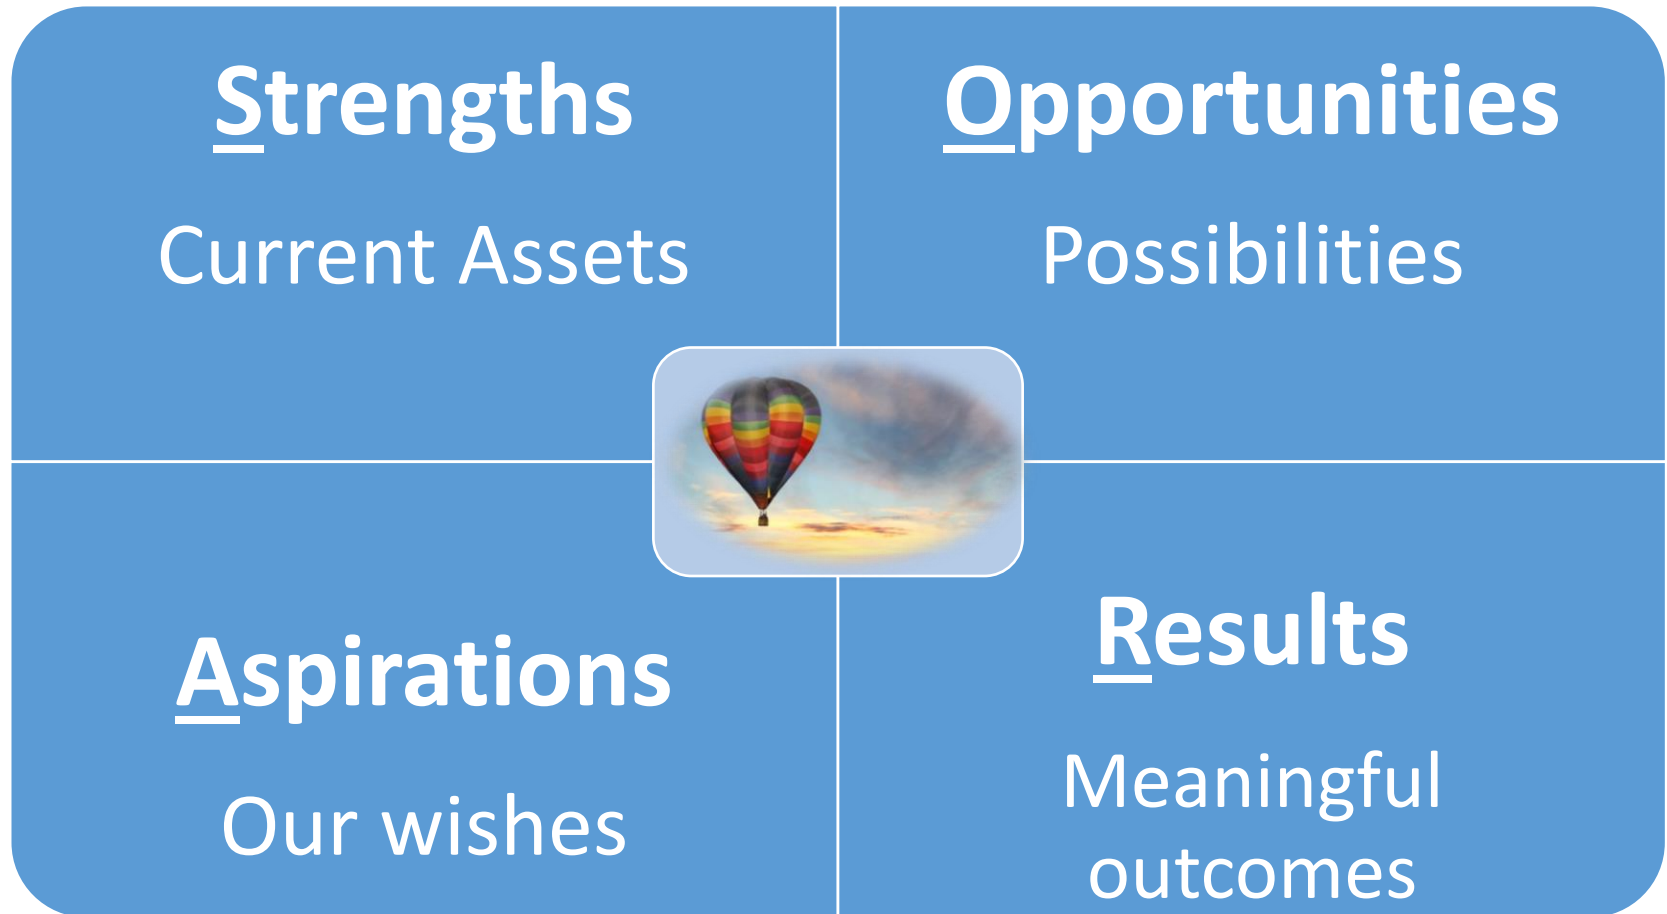 Strengths
Current Assets
Opportunities
Possibilities
Aspirations
Our wishes
Results
Meaningful
outcomes